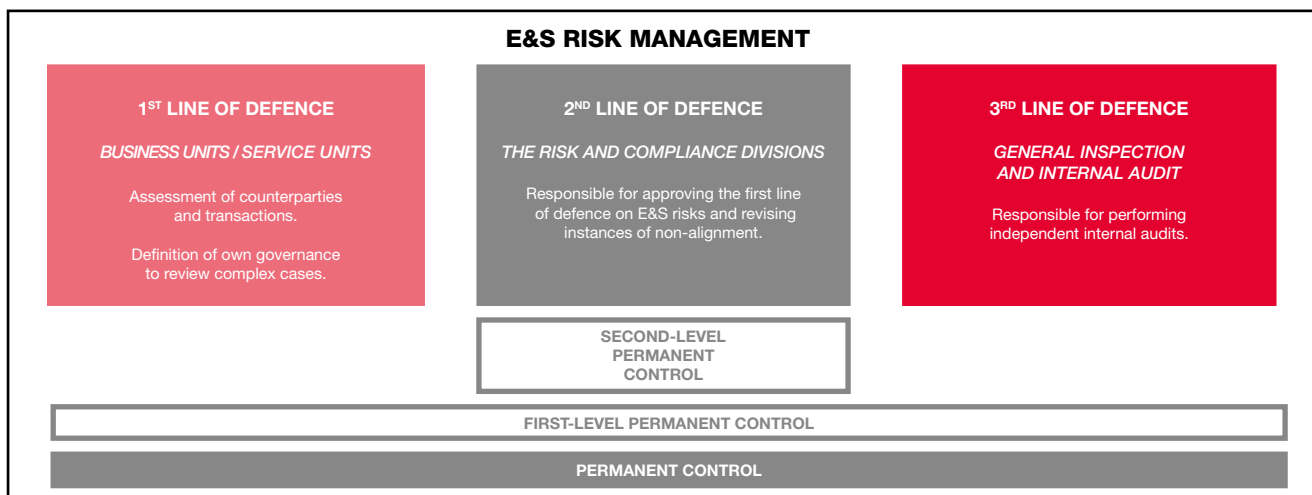 E&S RISK MANAGEMENT
1ST LINE OF DEFENCE
BUSINESS UNITS / SERVICE UNITS
Assessment of counterparties
and transactions.
Definition of own governance
to review complex cases.
2ND LINE OF DEFENCE
THE RISK AND COMPLIANCE DIVISIONS
Responsible for approving the first line
of defence on E&S risks and revising
instances of non-alignment.
3RD LINE OF DEFENCE
GENERAL INSPECTION
AND INTERNAL AUDIT
Responsible for performing
independent internal audits.
SECOND-LEVEL
PERMANENT
CONTROL
FIRST-LEVEL PERMANENT CONTROL
PERMANENT CONTROL